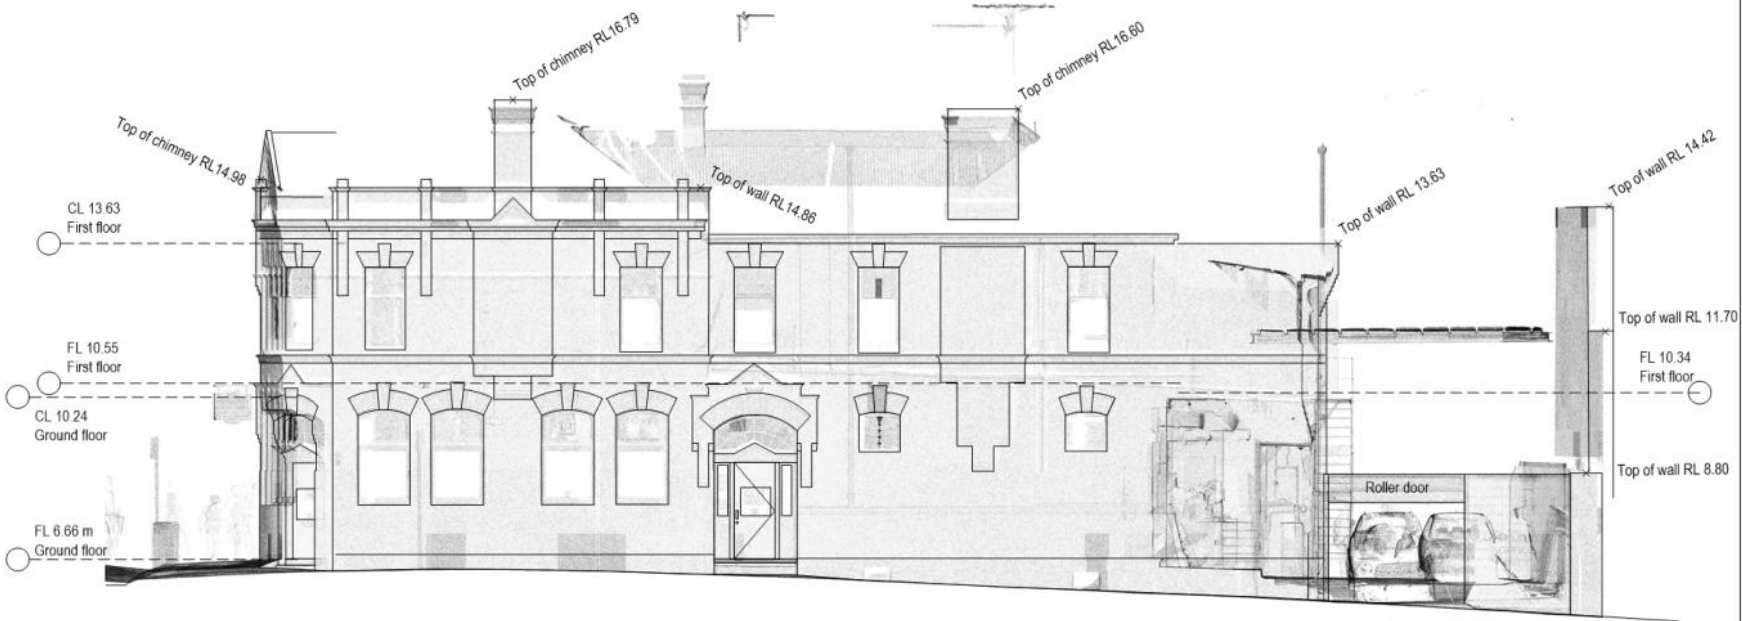 Top of chimney RL16.79
Top of chimney RL16.60
Top of chimney RL14.98
Top of wall RL 14.42
Top of wall RL14.86
Top of wall RL 13.63
CL 13.63
First floor
Top of wall RL 11.70
FL 10.55
First floor
FL 10.34
First floor
CL 10.24
Ground floor
Top of wall RL 8.80
Roller door
FL 6.66 m
Ground floor